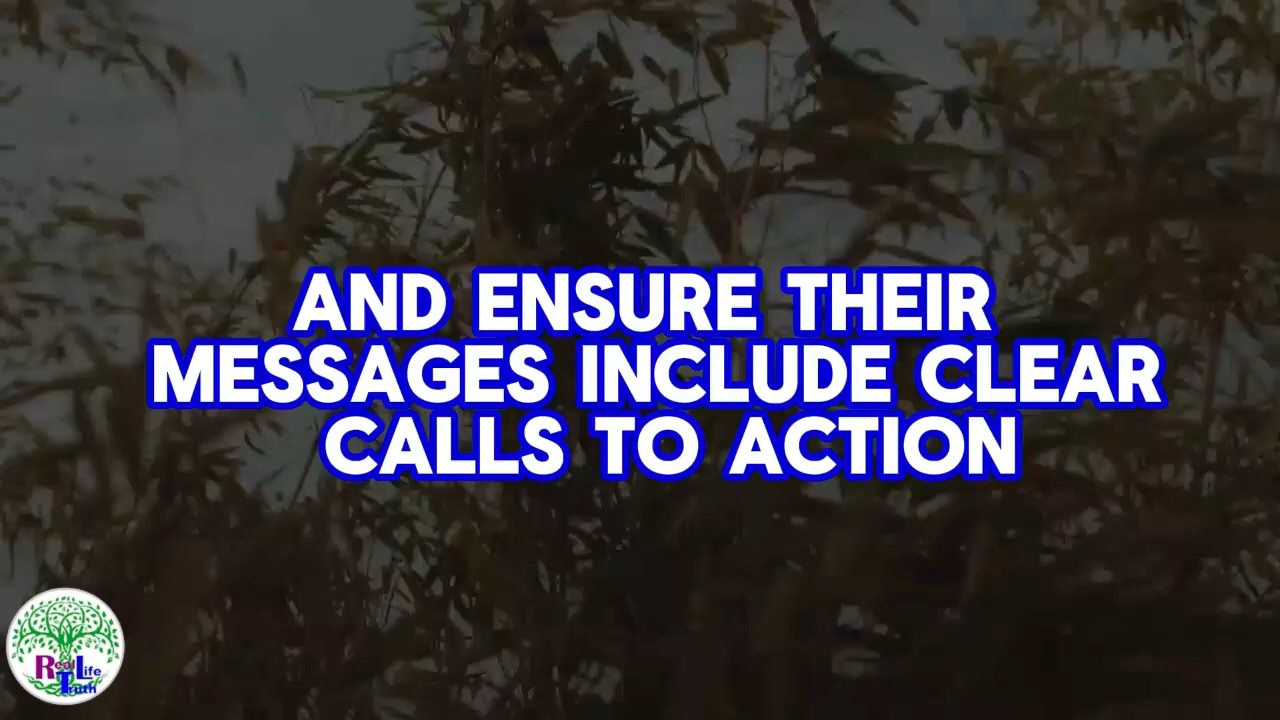 AND ENSURE THEIR
MESSAGES INCLUDE CLEAR
CALLS TO ACTION
Real Life
Truth